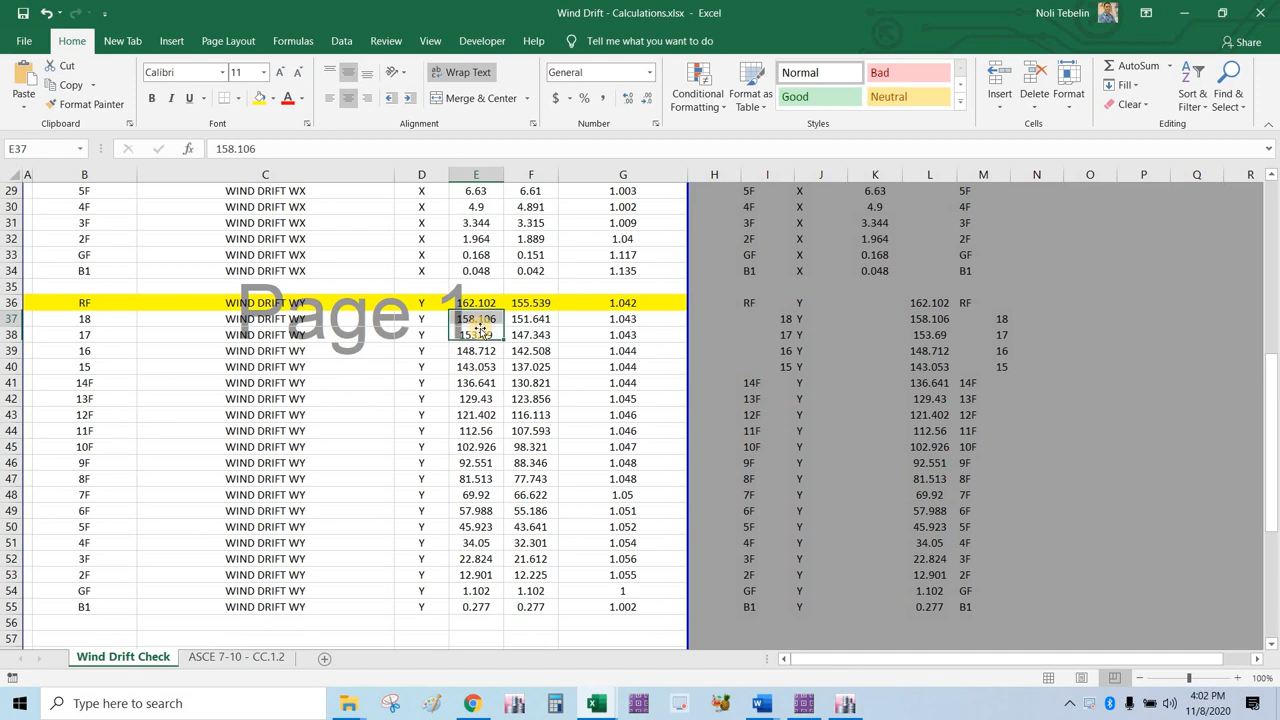 Wind Drift - Calculations.xlsx - Excel
Noli Tebelin
File Home New Tab Insert Page Layout Formulas Data Review View Developer Help Tell me what you want to do Share
Paste Cut Copy Format Painter Clipboard
Calibri 11 B I U A Font
Wrap Text Merge & Center Alignment
General $ % , Number
Conditional Formatting Format as Table Normal Bad Good Neutral Styles
Insert Delete Format Cells
AutoSum Fill Clear Sort & Filter Find & Select Editing
E37 fx 158.106
A B C D E F G H I J K L M N O P Q R
29 5F WIND DRIFT WX X 6.63 6.61 1.003 5F X 6.63 5F
30 4F WIND DRIFT WX X 4.9 4.891 1.002 4F X 4.9 4F
31 3F WIND DRIFT WX X 3.344 3.315 1.009 3F X 3.344 3F
32 2F WIND DRIFT WX X 1.964 1.889 1.04 2F X 1.964 2F
33 GF WIND DRIFT WX X 0.168 0.151 1.117 GF X 0.168 GF
34 B1 WIND DRIFT WX X 0.048 0.042 1.135 B1 X 0.048 B1
35
36 RF WIND DRIFT WY Y 162.102 155.539 1.042 RF Y 162.102 RF
Page 1
37 18 WIND DRIFT WY Y 158.106 151.641 1.043 18 Y 158.106 18
38 17 WIND DRIFT WY Y 153.69 147.343 1.043 17 Y 153.69 17
39 16 WIND DRIFT WY Y 148.712 142.508 1.044 16 Y 148.712 16
40 15 WIND DRIFT WY Y 143.053 137.025 1.044 15 Y 143.053 15
41 14F WIND DRIFT WY Y 136.641 130.821 1.044 14F Y 136.641 14F
42 13F WIND DRIFT WY Y 129.43 123.856 1.045 13F Y 129.43 13F
43 12F WIND DRIFT WY Y 121.402 116.113 1.046 12F Y 121.402 12F
44 11F WIND DRIFT WY Y 112.56 107.593 1.046 11F Y 112.56 11F
45 10F WIND DRIFT WY Y 102.926 98.321 1.047 10F Y 102.926 10F
46 9F WIND DRIFT WY Y 92.551 88.346 1.048 9F Y 92.551 9F
47 8F WIND DRIFT WY Y 81.513 77.743 1.048 8F Y 81.513 8F
48 7F WIND DRIFT WY Y 69.92 66.622 1.05 7F Y 69.92 7F
49 6F WIND DRIFT WY Y 57.988 55.186 1.051 6F Y 57.988 6F
50 5F WIND DRIFT WY Y 45.923 43.641 1.052 5F Y 45.923 5F
51 4F WIND DRIFT WY Y 34.05 32.301 1.054 4F Y 34.05 4F
52 3F WIND DRIFT WY Y 22.824 21.612 1.056 3F Y 22.824 3F
53 2F WIND DRIFT WY Y 12.901 12.225 1.055 2F Y 12.901 2F
54 GF WIND DRIFT WY Y 1.102 1.102 1 GF Y 1.102 GF
55 B1 WIND DRIFT WY Y 0.277 0.277 1.002 B1 Y 0.277 B1
56
57
Wind Drift Check ASCE 7-10 - CC.1.2
100%
Type here to search
4:02 PM
11/8/2020